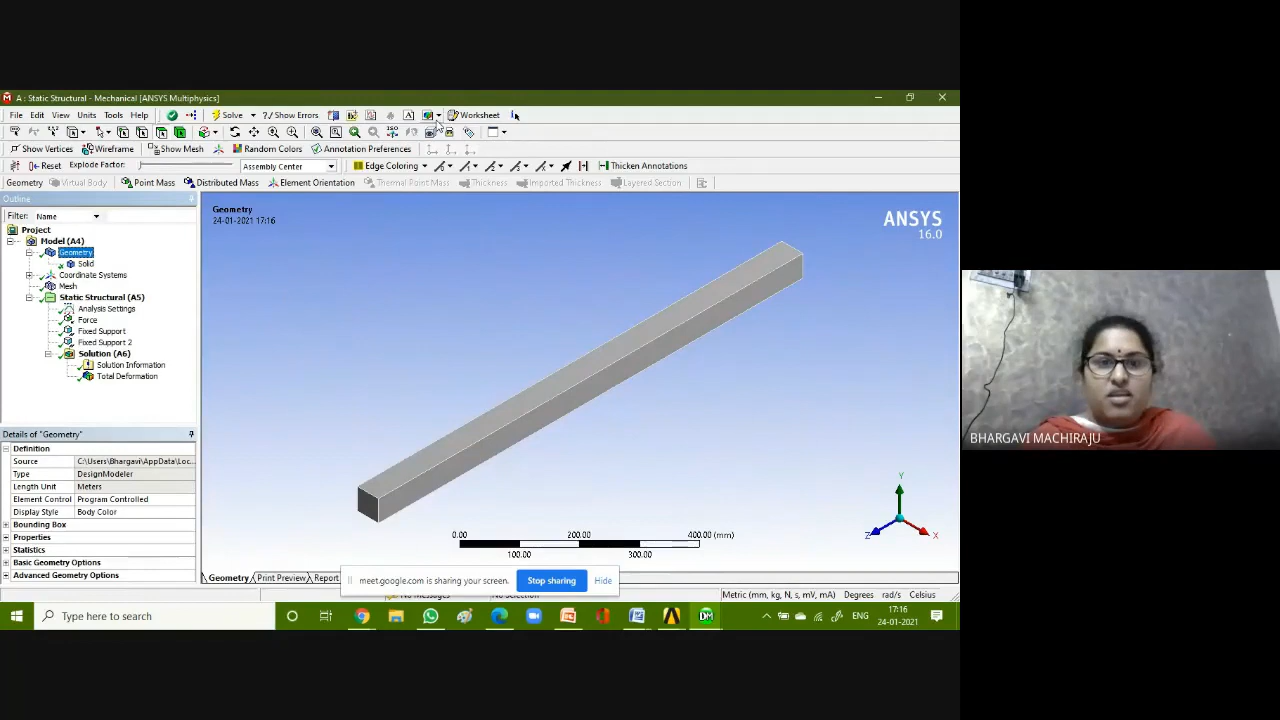 A : Static Structural - Mechanical [ANSYS Multiphysics]
File Edit View Units Tools Help Solve Show Errors Worksheet
Show Vertices Wireframe Show Mesh Random Colors Annotation Preferences
Reset Explode Factor: Assembly Center Edge Coloring Thicken Annotations
Geometry Virtual Body Point Mass Distributed Mass Element Orientation Thermal Point Mass Thickness Imported Thickness Layered Section
Outline
Filter: Name
Project
Model (A4)
Geometry
Solid
Coordinate Systems
Mesh
Static Structural (A5)
Analysis Settings
Force
Fixed Support
Fixed Support 2
Solution (A6)
Solution Information
Total Deformation
Details of "Geometry"
Definition
Source C:\Users\Bhargavi\AppData\Loc...
Type DesignModeler
Length Unit Meters
Element Control Program Controlled
Display Style Body Color
Bounding Box
Properties
Statistics
Basic Geometry Options
Advanced Geometry Options
Geometry
24-01-2021 17:16
ANSYS
16.0
0.00 200.00 400.00 (mm)
100.00 300.00
Y
Z
X
Geometry Print Preview Report
meet.google.com is sharing your screen. Stop sharing Hide
No Messages No Selection Metric (mm, kg, N, s, mV, mA) Degrees rad/s Celsius
Type here to search
ENG
17:16
24-01-2021
BHARGAVI MACHIRAJU